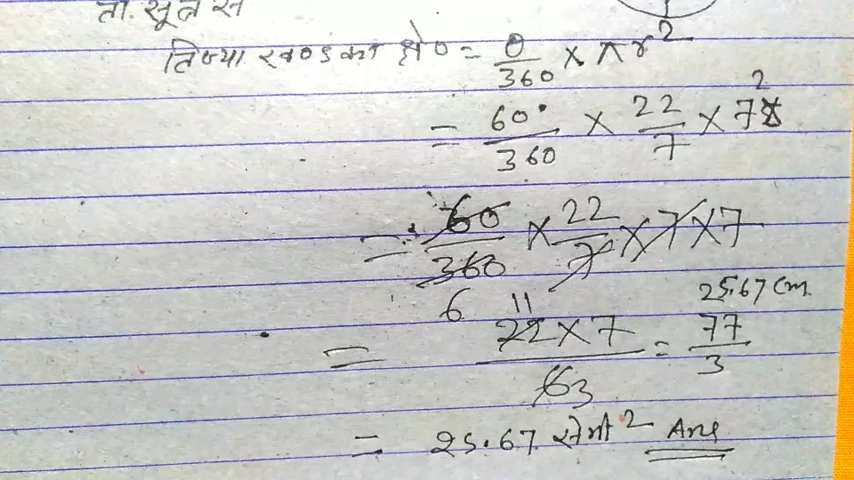 तो. सूत्र से
त्रिज्या खण्ड का क्षे० = θ/360 × πr²
= 60°/360 × 22/7 × 7²
= 60/360 × 22/7 × 7 × 7
6 11 25.67 cm
= 22×7/63 = 77/3
= 25.67 सेमी² Ans